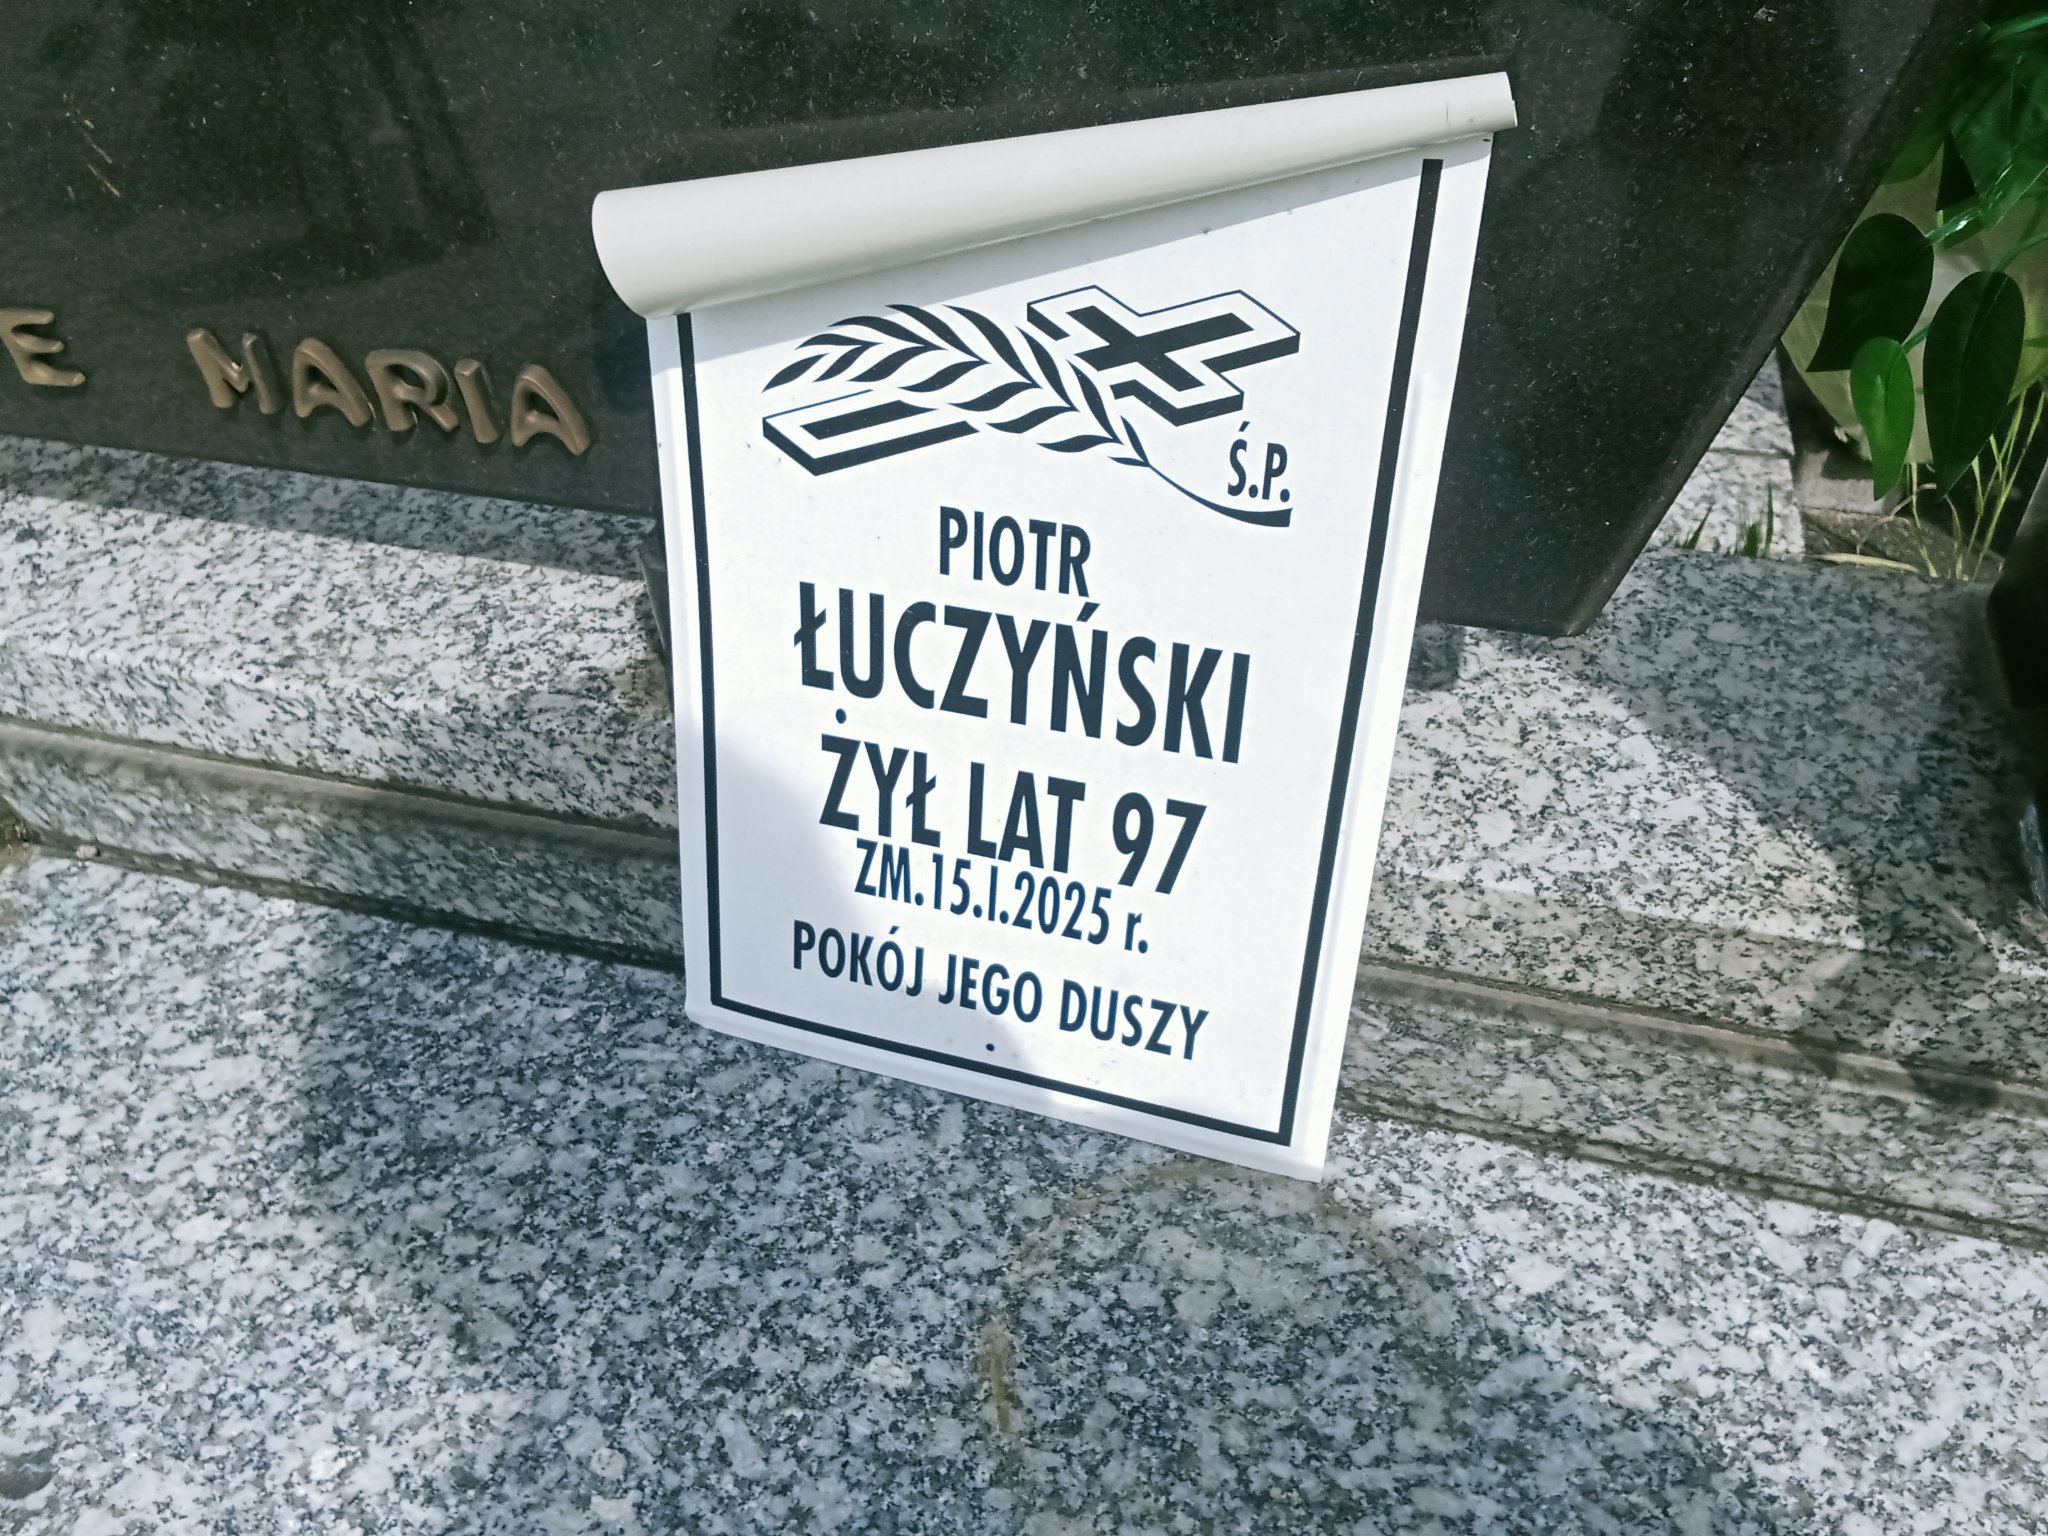 E MARIA
Ś.P.
PIOTR
ŁUCZYŃSKI
ŻYŁ LAT 97
ZM.15.I.2025 r.
POKÓJ JEGO DUSZY